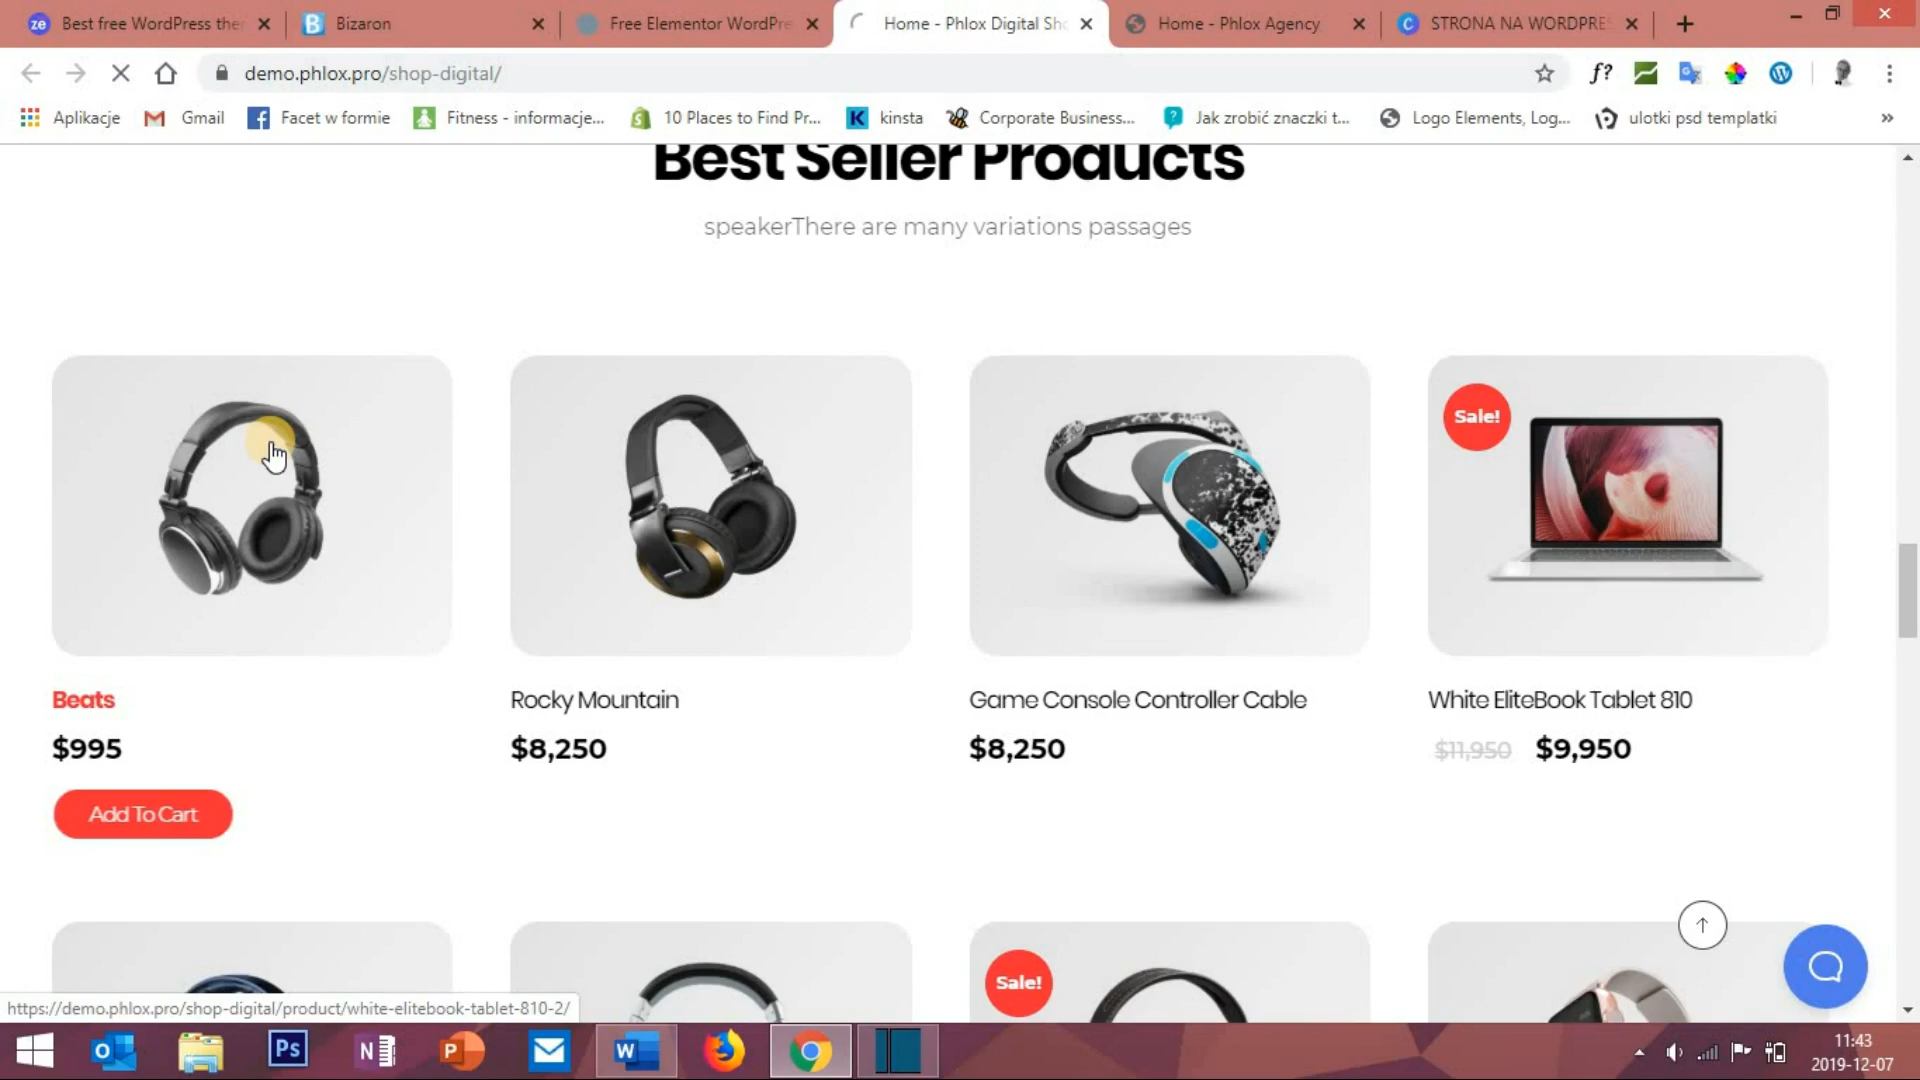 ze Best free WordPress the
B Bizaron
Free Elementor WordPre
Home - Phlox Digital Sh
Home - Phlox Agency
C STRONA NA WORDPRES
demo.phlox.pro/shop-digital/
f?
Aplikacje
Gmail
Facet w formie
Fitness - informacje...
10 Places to Find Pr...
K kinsta
Corporate Business...
Jak zrobić znaczki t...
Logo Elements, Log...
ulotki psd templatki
»
Best Seller Products
speakerThere are many variations passages
Sale!
Beats
Rocky Mountain
Game Console Controller Cable
White EliteBook Tablet 810
$995
$8,250
$8,250
$11,950 $9,950
Add To Cart
Sale!
https://demo.phlox.pro/shop-digital/product/white-elitebook-tablet-810-2/
Ps
11:43
2019-12-07